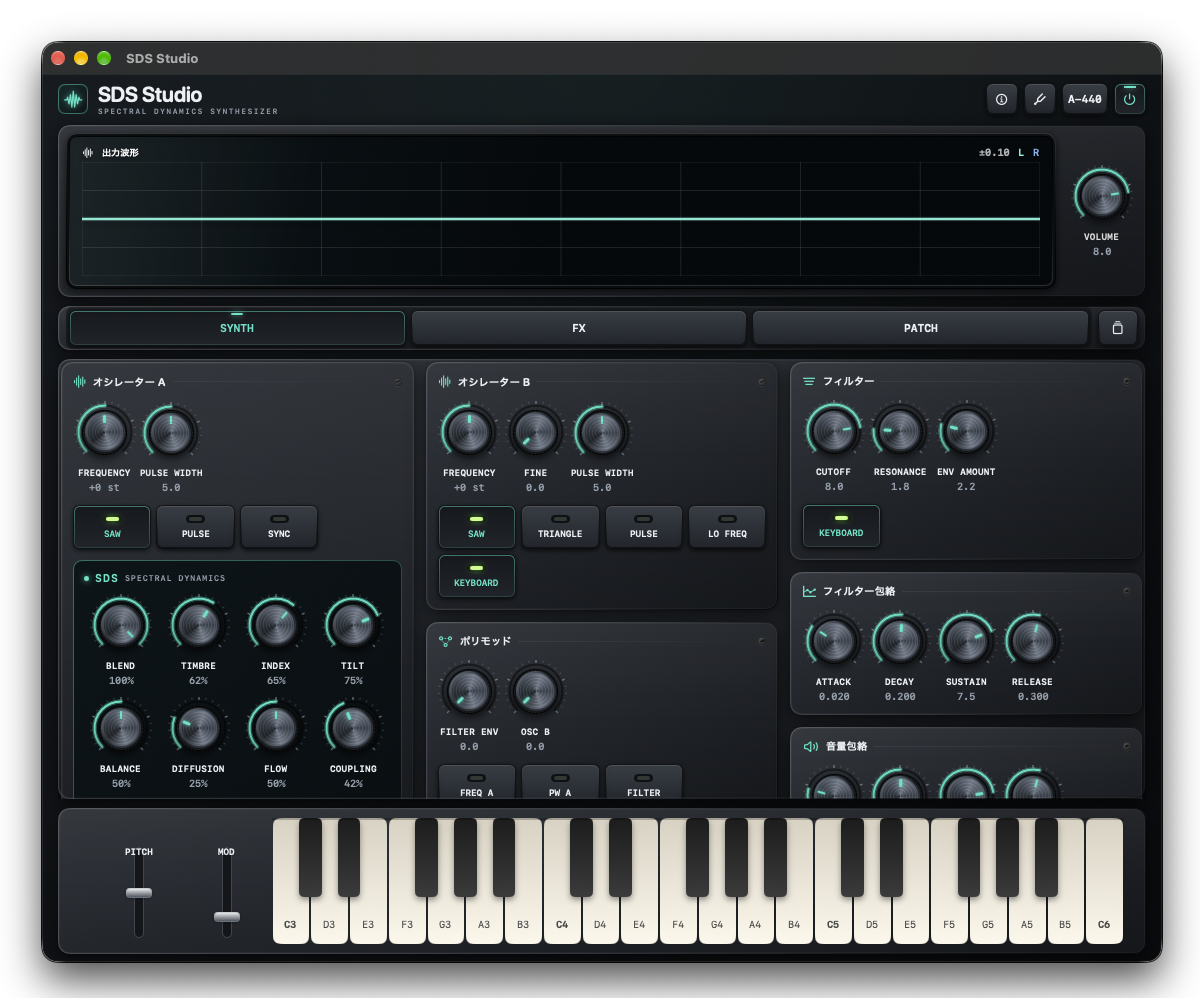 SDS Studio
SDS Studio
SPECTRAL DYNAMICS SYNTHESIZER
A–440
出力波形
±0.10 L R
VOLUME
8.0
SYNTH
FX
PATCH
オシレーター A
FREQUENCY PULSE WIDTH
+0 st 5.0
SAW PULSE SYNC
SDS SPECTRAL DYNAMICS
BLEND TIMBRE INDEX TILT
100% 62% 65% 75%
BALANCE DIFFUSION FLOW COUPLING
50% 25% 50% 42%
オシレーター B
FREQUENCY FINE PULSE WIDTH
+0 st 0.0 5.0
SAW TRIANGLE PULSE LO FREQ
KEYBOARD
ポリモッド
FILTER ENV OSC B
0.0 0.0
FREQ A PW A FILTER
フィルター
CUTOFF RESONANCE ENV AMOUNT
8.0 1.8 2.2
KEYBOARD
フィルター包絡
ATTACK DECAY SUSTAIN RELEASE
0.020 0.200 7.5 0.300
音量包絡
PITCH MOD
C3 D3 E3 F3 G3 A3 B3 C4 D4 E4 F4 G4 A4 B4 C5 D5 E5 F5 G5 A5 B5 C6